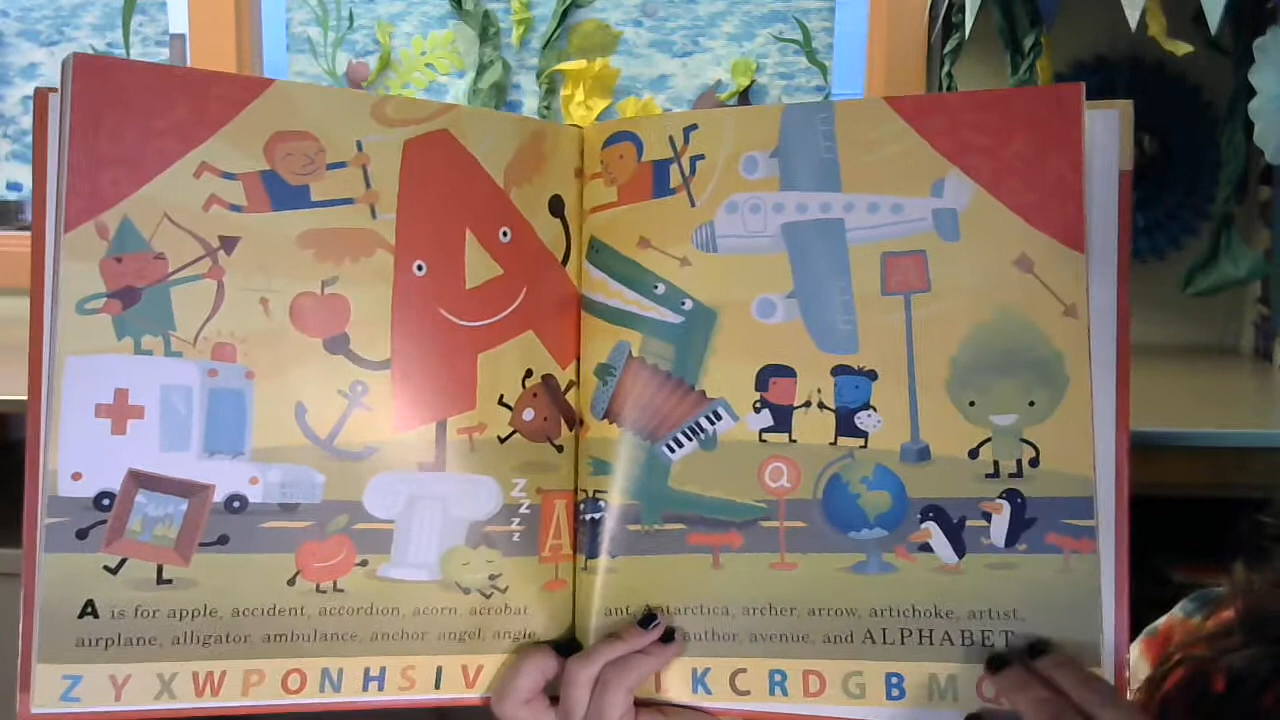 A
Z
Z
Z
Z
A
a
A is for apple, accident, accordion, acorn, acrobat, ant, Antarctica, archer, arrow, artichoke, artist,
airplane, alligator, ambulance, anchor, angel, angle, author, avenue, and ALPHABET
Z Y X W P O N H S I V K C R D G B M